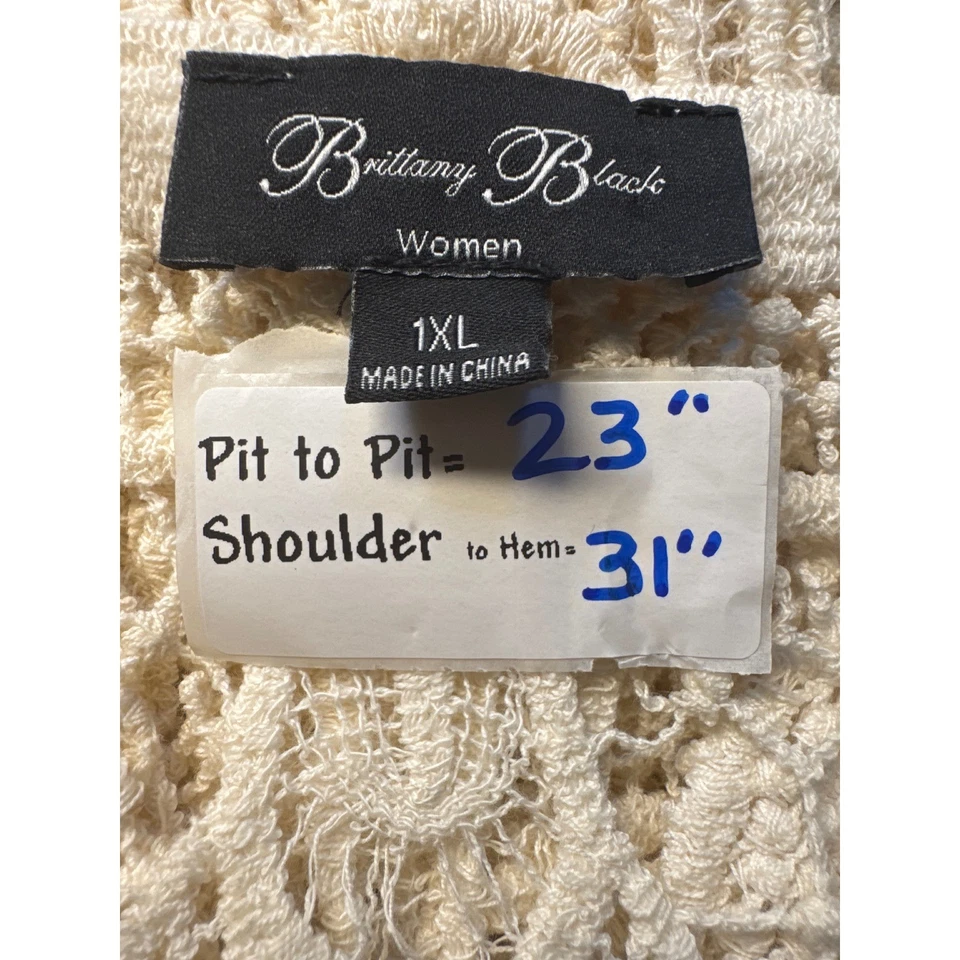 Brittany Black
Women
1XL
MADE IN CHINA
Pit to Pit= 23"
Shoulder to Hem= 31"